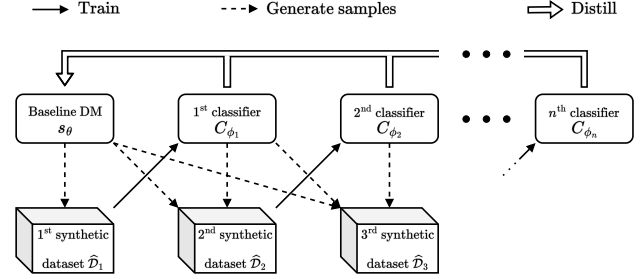 Train
Generate samples
Distill
Baseline DM
s_θ
1st classifier
C_ϕ₁
2nd classifier
C_ϕ₂
nth classifier
C_ϕₙ
1st synthetic
dataset D̂₁
2nd synthetic
dataset D̂₂
3rd synthetic
dataset D̂₃